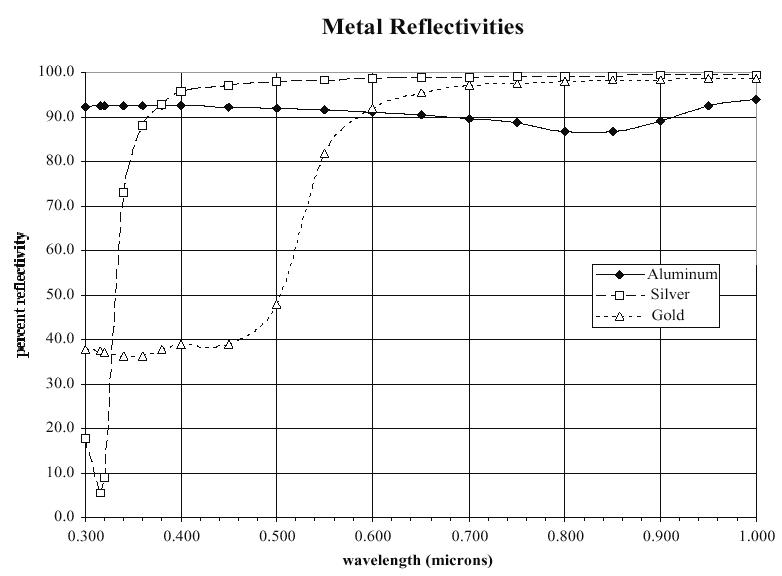 Metal Reflectivities
100.0
90.0
80.0
70.0
60.0
50.0
40.0
30.0
20.0
10.0
0.0
percent reflectivity
Aluminum
Silver
Gold
0.300 0.400 0.500 0.600 0.700 0.800 0.900 1.000
wavelength (microns)